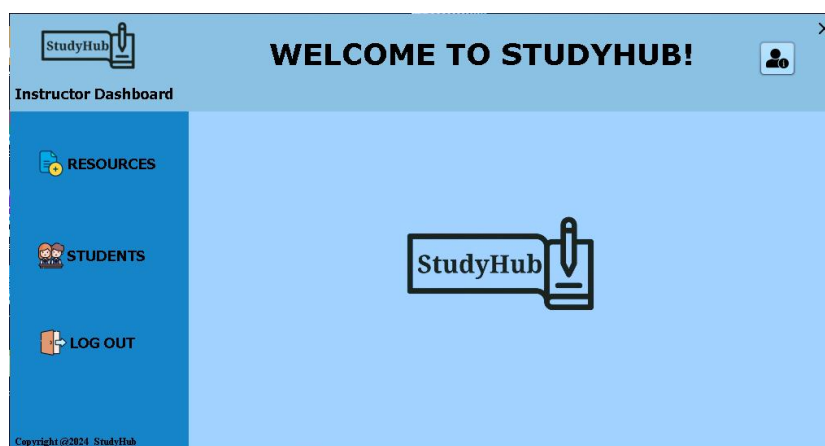 StudyHub
WELCOME TO STUDYHUB!
Instructor Dashboard
RESOURCES
STUDENTS
LOG OUT
StudyHub
Copyright @2024 StudyHub